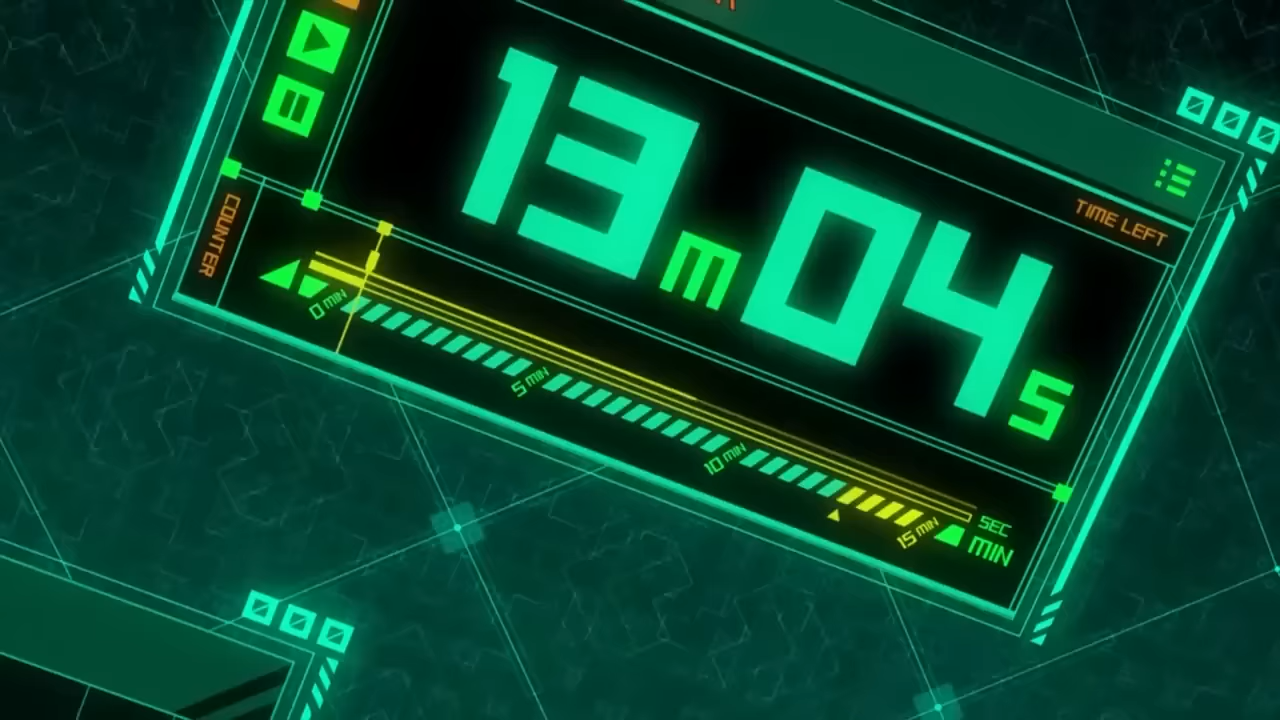 TIME LEFT
13m04s
COUNTER
0 MIN
5 MIN
10 MIN
15 MIN
SEC
MIN